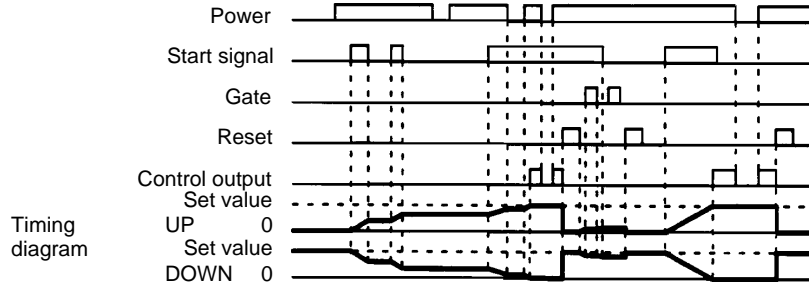 Power
Start signal
Gate
Reset
Control output
Set value
UP 0
Timing
diagram
Set value
DOWN 0